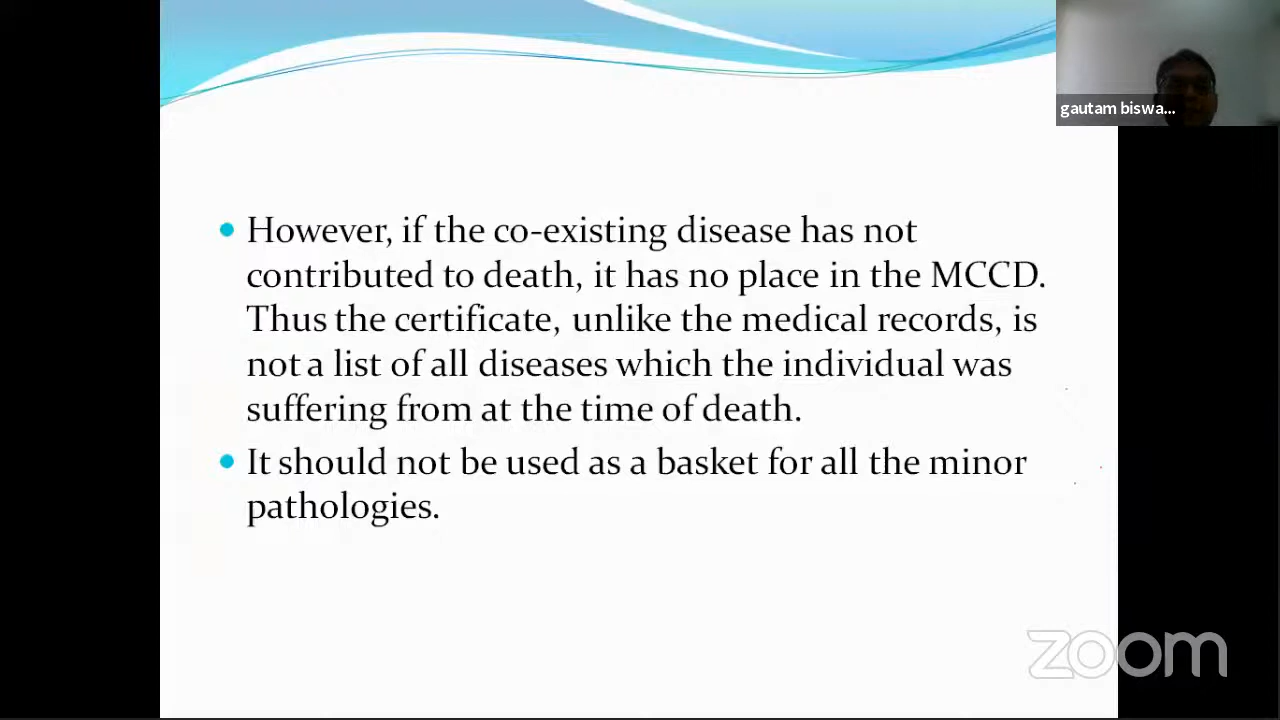 gautam biswa...
However, if the co-existing disease has not
contributed to death, it has no place in the MCCD.
Thus the certificate, unlike the medical records, is
not a list of all diseases which the individual was
suffering from at the time of death.
It should not be used as a basket for all the minor
pathologies.
zoom